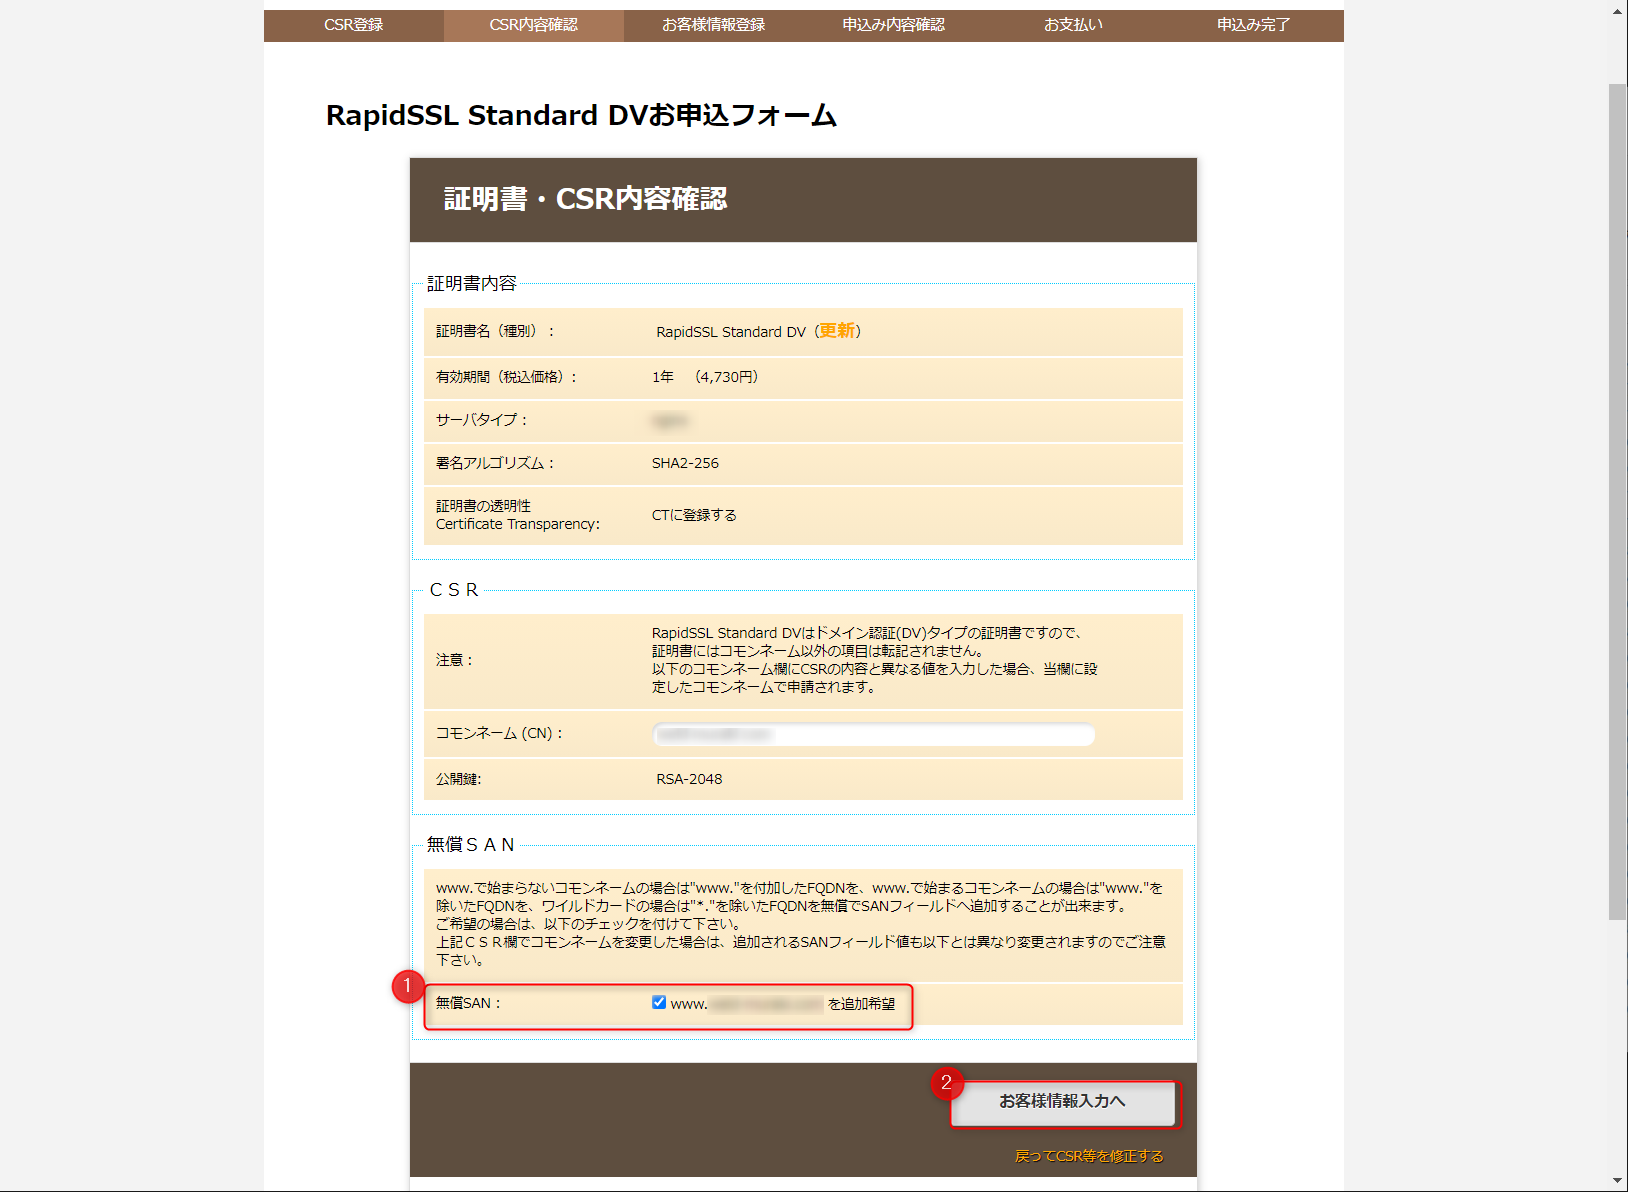 CSR登録 CSR内容確認 お客様情報登録 申込み内容確認 お支払い 申込み完了
RapidSSL Standard DVお申込フォーム
証明書・CSR内容確認
証明書内容
証明書名（種別）： RapidSSL Standard DV（更新）
有効期間（税込価格）: 1年 （4,730円）
サーバタイプ：
署名アルゴリズム： SHA2-256
証明書の透明性
Certificate Transparency: CTに登録する
ＣＳＲ
注意：
RapidSSL Standard DVはドメイン認証(DV)タイプの証明書ですので、
証明書にはコモンネーム以外の項目は転記されません。
以下のコモンネーム欄にCSRの内容と異なる値を入力した場合、当欄に設
定したコモンネームで申請されます。
コモンネーム (CN)：
公開鍵: RSA-2048
無償ＳＡＮ
www.で始まらないコモンネームの場合は"www."を付加したFQDNを、www.で始まるコモンネームの場合は"www."を
除いたFQDNを、ワイルドカードの場合は"*."を除いたFQDNを無償でSANフィールドへ追加することが出来ます。
ご希望の場合は、以下のチェックを付けて下さい。
上記ＣＳＲ欄でコモンネームを変更した場合は、追加されるSANフィールド値も以下とは異なり変更されますのでご注意
下さい。
1
無償SAN： www. を追加希望
2
お客様情報入力へ
戻ってCSR等を修正する